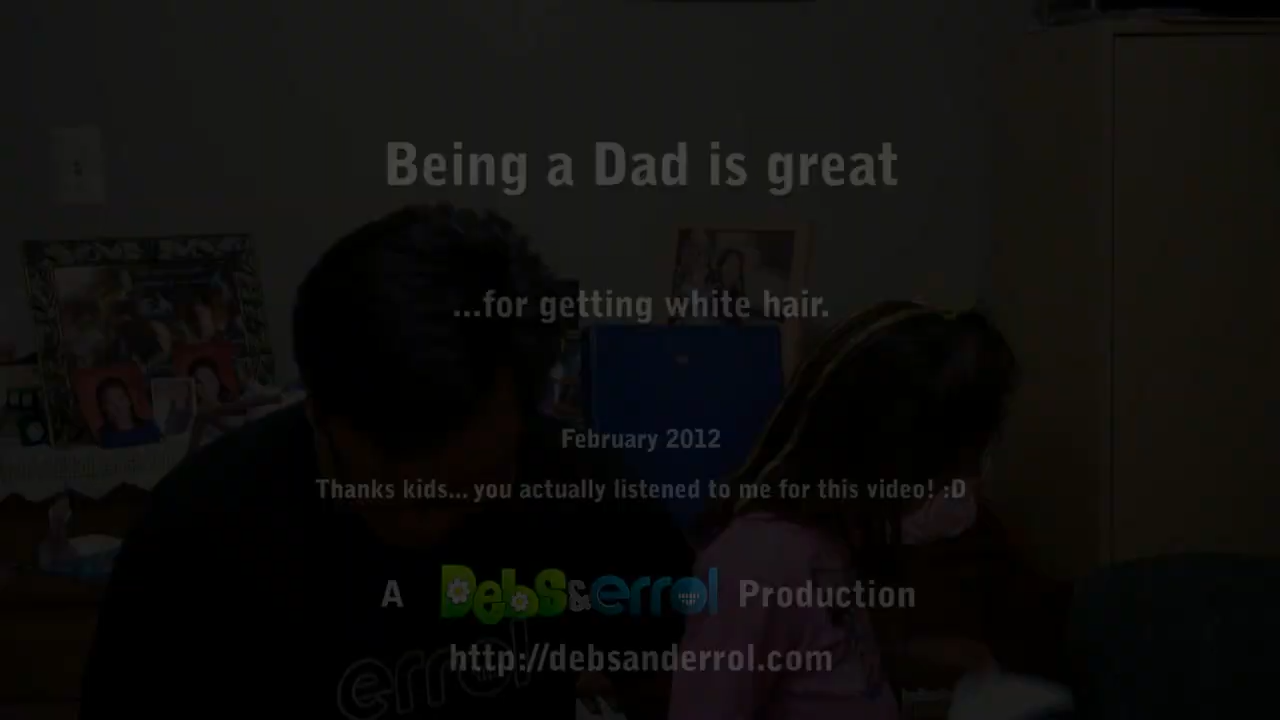 Being a Dad is great
...for getting white hair.
February 2012
Thanks kids... you actually listened to me for this video! :D
A Debs&errol Production
http://debsanderrol.com
errol